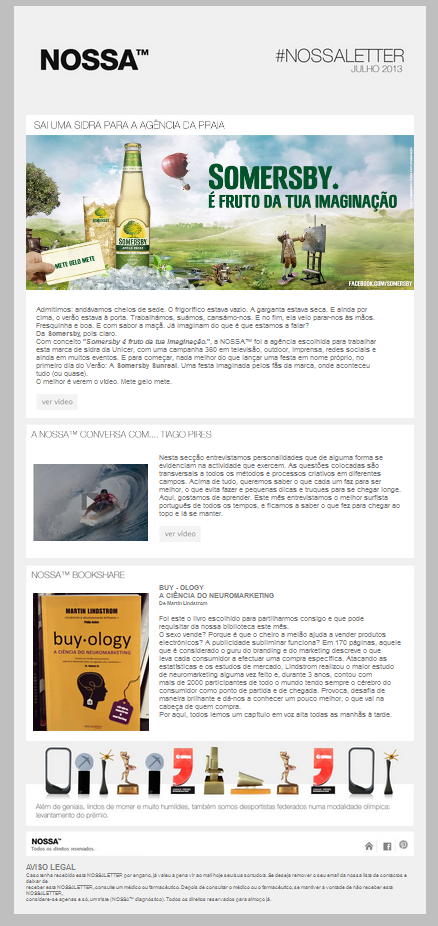 NOSSA™
#NOSSALETTER
JULHO 2013
SAI UMA SIDRA PARA A AGÊNCIA DA PRAIA
SOMERSBY.
É FRUTO DA TUA IMAGINAÇÃO
SOMERSBY
METE GELO METE
FACEBOOK.COM/SOMERSBY
Admitimos: andávamos cheios de sede. O frigorífico estava vazio. A garganta estava seca. E ainda por
cima, o verão estava à porta. Trabalhámos, suámos, cansámo-nos. E no fim, ela veio parar-nos às mãos.
Fresquinha e boa. E com sabor a maçã. Já imaginam do que é que estamos a falar?
Da Somersby, pois claro.
Com conceito "Somersby é fruto da tua imaginação.", a NOSSA™ foi a agência escolhida para trabalhar
esta marca de sidra da Unicer, com uma campanha 360 em televisão, outdoor, imprensa, redes sociais e
ainda em muitos eventos. E para começar, nada melhor do que lançar uma festa em nome próprio, no
primeiro dia do Verão: A Somersby Sunreal. Uma festa imaginada pelos fãs da marca, onde aconteceu
tudo (ou quase).
O melhor é verem o vídeo. Mete gelo mete.
ver vídeo
A NOSSA™ CONVERSA COM.... TIAGO PIRES
Nesta secção entrevistamos personalidades que de alguma forma se
evidenciam na actividade que exercem. As questões colocadas são
transversais a todos os métodos e processos criativos em diferentes
campos. Acima de tudo, queremos saber o que cada um faz para ser
melhor, o que evita fazer e pequenas dicas e truques para se chegar longe.
Aqui, gostamos de aprender. Este mês entrevistamos o melhor surfista
português de todos os tempos, e ficamos a saber o que fez para chegar ao
topo e lá se manter.
ver vídeo
NOSSA™ BOOKSHARE
MARTIN LINDSTROM
buy•ology
A CIÊNCIA DO NEUROMARKETING
BUY - OLOGY
A CIÊNCIA DO NEUROMARKETING
De Martin Lindstrom
Foi este o livro escolhido para partilharmos consigo e que pode
requisitar da nossa biblioteca este mês.
O sexo vende? Porque é que o cheiro a melão ajuda a vender produtos
electrónicos? A publicidade subliminar funciona? Em 170 páginas, aquele
que é considerado o guru do branding e do marketing descreve o que
leva cada consumidor a efectuar uma compra específica. Atacando as
estatísticas e os estudos de mercado, Lindstrom realizou o maior estudo
de neuromarketing alguma vez feito e, durante 3 anos, contou com
mais de 2000 participantes de todo o mundo tendo sempre o cérebro do
consumidor como ponto de partida e de chegada. Provoca, desafia de
maneira brilhante e dá-nos a conhecer um pouco melhor, o que vai na
cabeça de quem compra.
Por aqui, todos lemos um capítulo em voz alta todas as manhãs à tarde.
Além de geniais, lindos de morrer e muito humildes, também somos desportistas federados numa modalidade olímpica:
levantamento do prémio.
NOSSA™
Todos os direitos reservados.
AVISO LEGAL
Caso tenha recebido esta NOSSALETTER por engano, já valeu a pena vir ao mail hoje seu/sua sortudo/a. Se deseja remover o seu email da nossa lista de contactos e
deixar de
receber esta NOSSALETTER, consulte um médico ou farmacêutico. Depois de consultar o médico ou o farmacêutico, se mantiver a vontade de não receber esta
NOSSALETTER,
considere-se apenas e só, um triste (NOSSA™ diagnóstico). Todos os direitos reservados para almoço já.